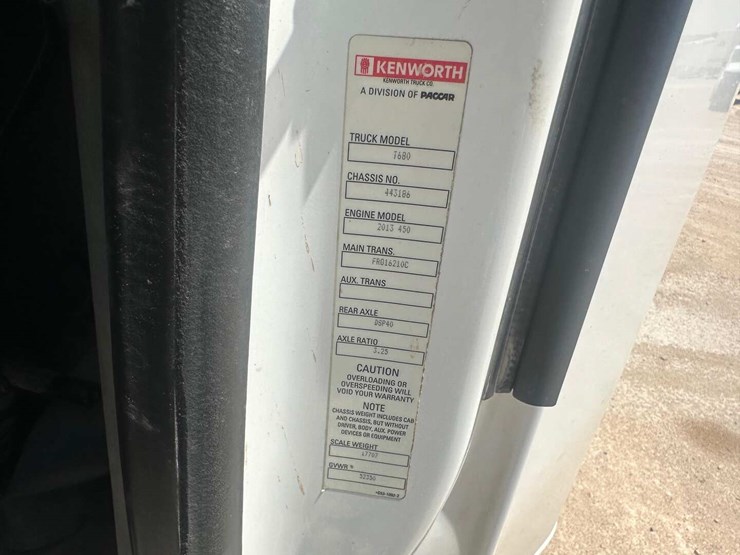 KENWORTH
KENWORTH TRUCK CO.
A DIVISION OF PACCAR
TRUCK MODEL
T680
CHASSIS NO.
443186
ENGINE MODEL
2013 450
MAIN TRANS.
FRO16210C
AUX. TRANS
REAR AXLE
DSP40
AXLE RATIO
3.25
CAUTION
OVERLOADING OR
OVERSPEEDING WILL
VOID YOUR WARRANTY
NOTE
CHASSIS WEIGHT INCLUDES CAB
AND CHASSIS, BUT WITHOUT
DRIVER, BODY, AUX. POWER
DEVICES OR EQUIPMENT
SCALE WEIGHT
17707
GVWR
52350